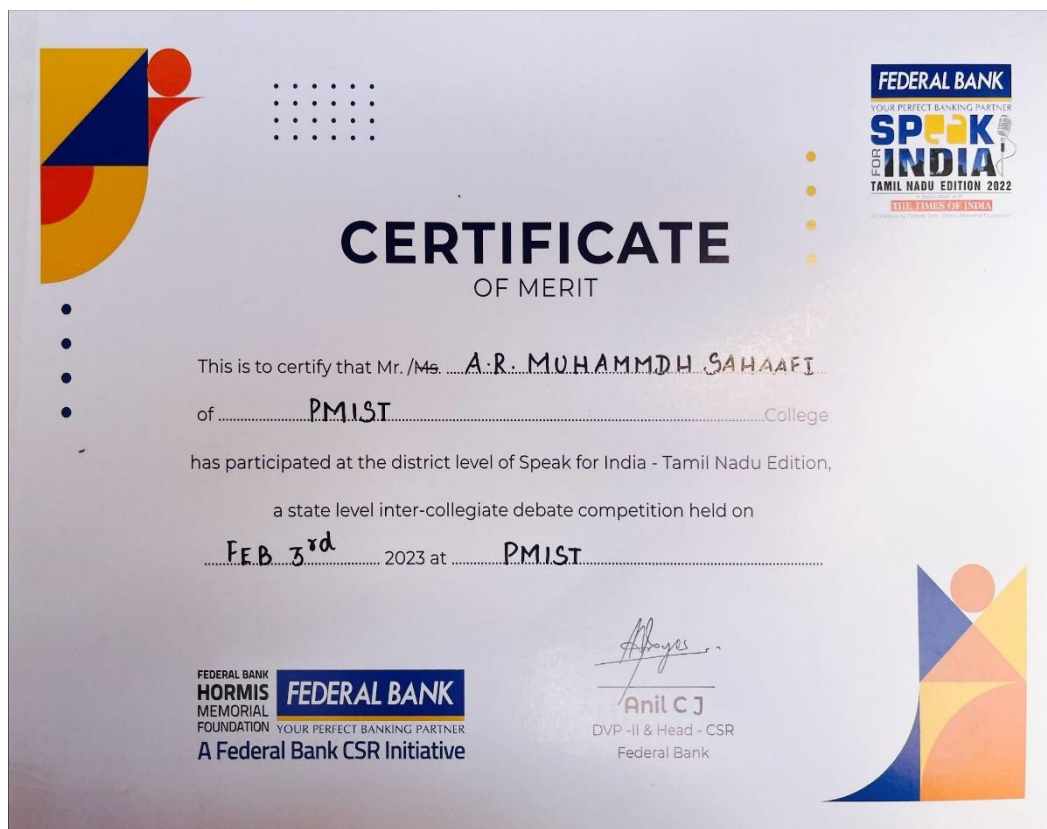 FEDERAL BANK
YOUR PERFECT BANKING PARTNER
SPEAK
FOR INDIA
TAMIL NADU EDITION 2022
THE TIMES OF INDIA
CERTIFICATE
OF MERIT
This is to certify that Mr. /Ms. A.R. MUHAMMDH SAHAAFI
of PMIST College
has participated at the district level of Speak for India - Tamil Nadu Edition,
a state level inter-collegiate debate competition held on
FEB 3rd 2023 at PMIST
FEDERAL BANK
HORMIS
MEMORIAL
FOUNDATION
FEDERAL BANK
YOUR PERFECT BANKING PARTNER
A Federal Bank CSR Initiative
Anil C J
DVP -II & Head - CSR
Federal Bank